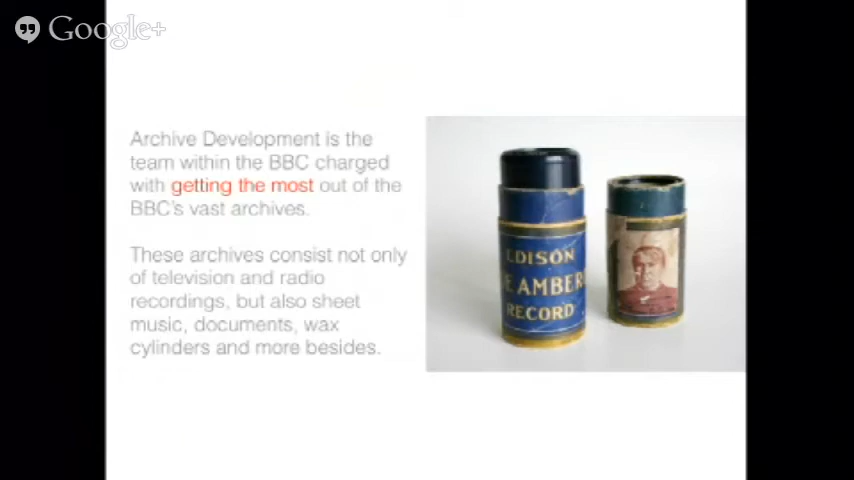 Google+
Archive Development is the
team within the BBC charged
with getting the most out of the
BBC's vast archives.
These archives consist not only
of television and radio
recordings, but also sheet
music, documents, wax
cylinders and more besides.
EDISON
E AMBER
RECORD